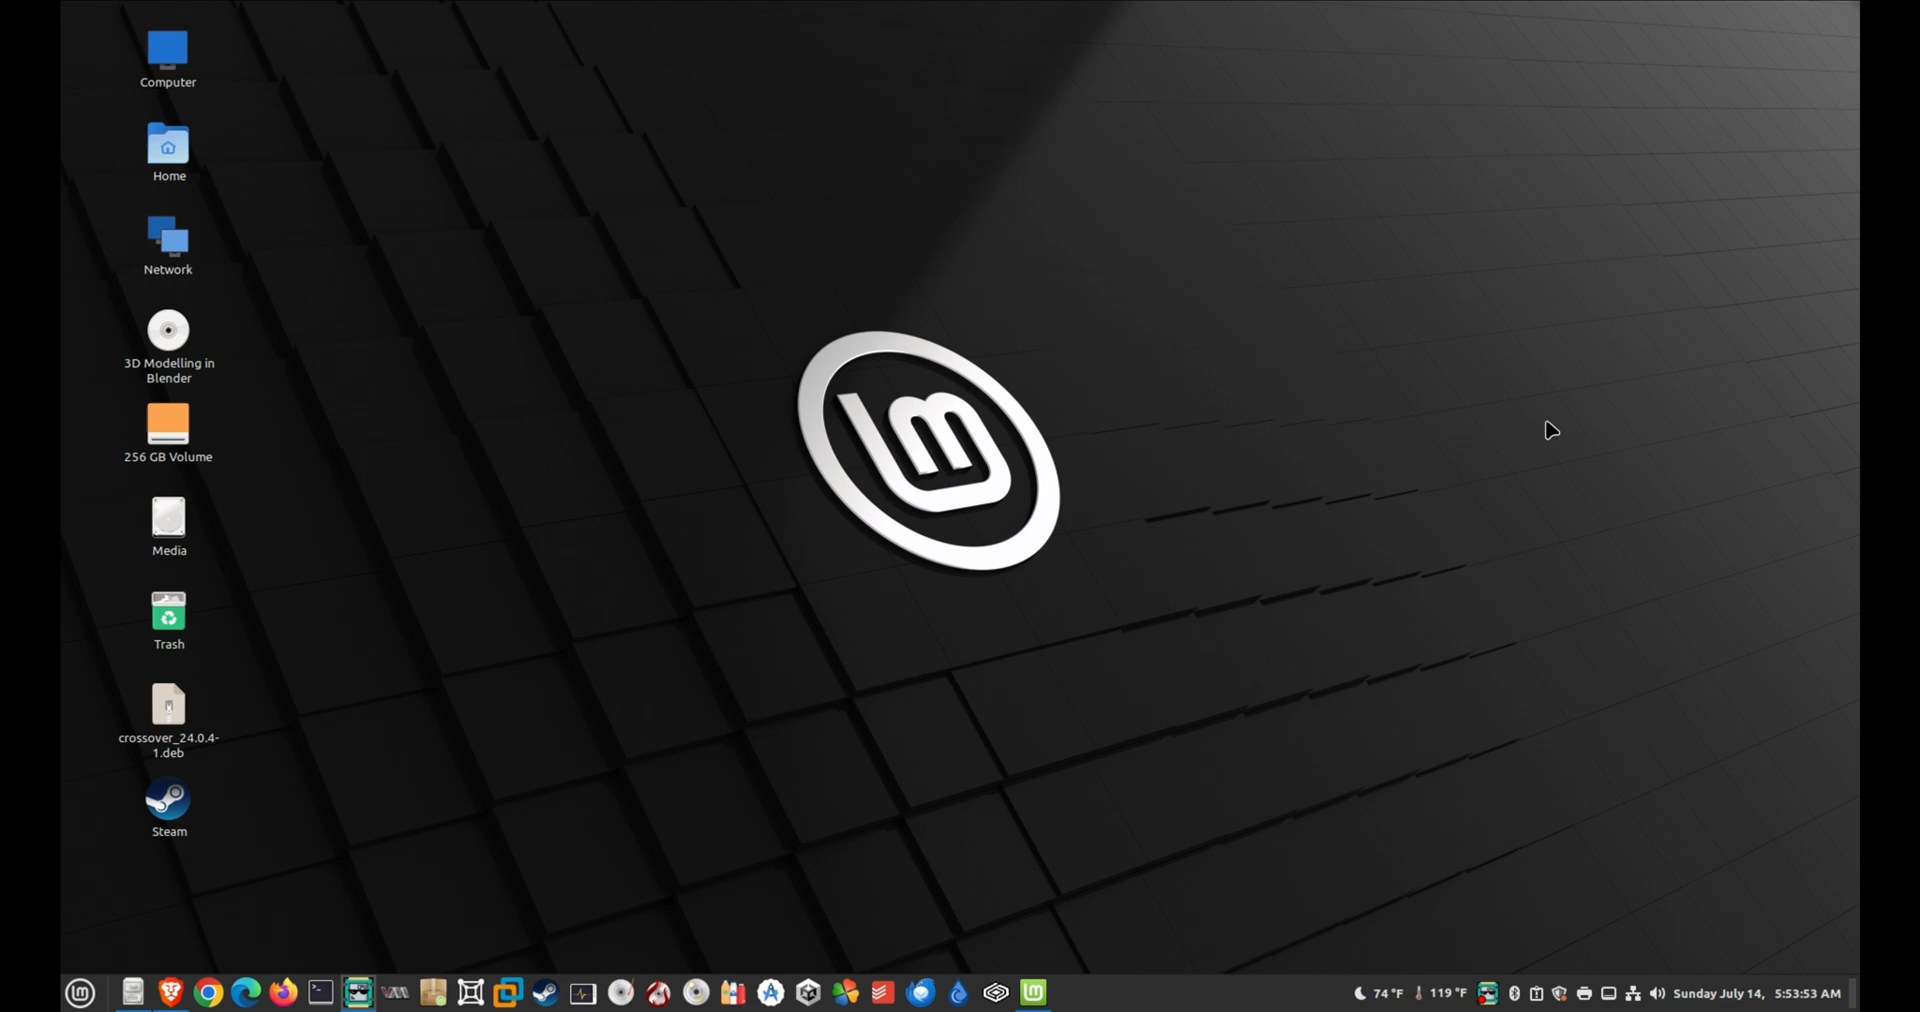 Computer
Home
Network
3D Modelling in
Blender
256 GB Volume
Media
Trash
crossover_24.0.4-
1.deb
Steam
74 °F 119 °F Sunday July 14, 5:53:53 AM